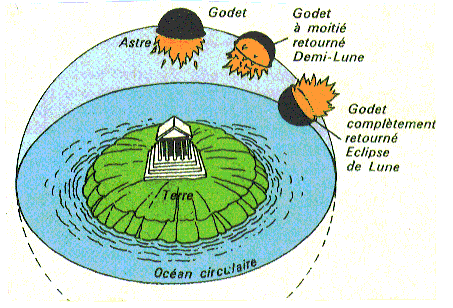 Godet
Astre
Godet
à moitié
retourné
Demi-Lune
Godet
complètement
retourné
Eclipse
de Lune
Terre
Océan circulaire